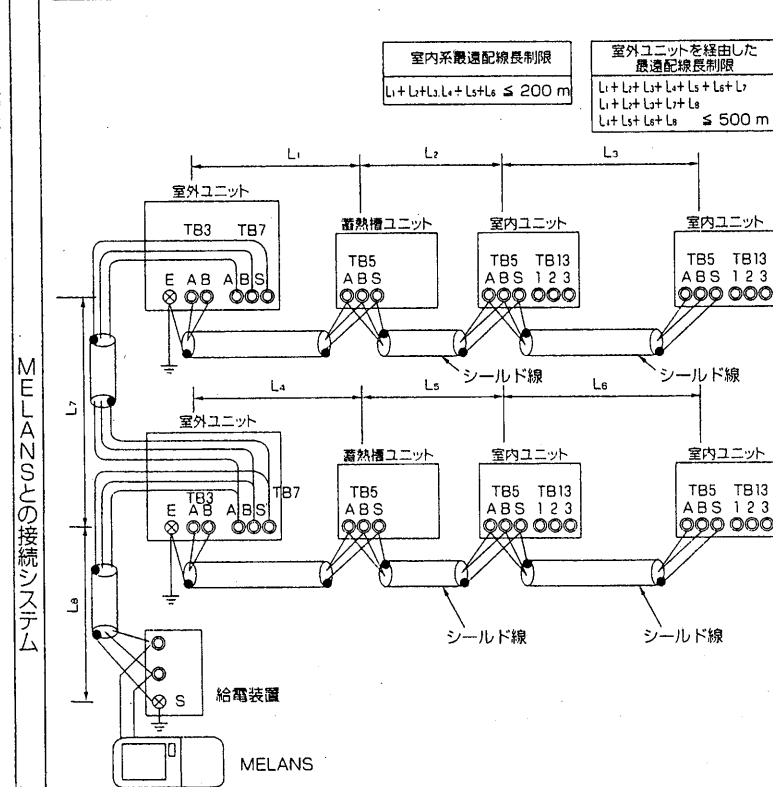 室内系最遠配線長制限
L₁+L₂+L₃.L₄+L₅+L₆ ≦ 200 m
室外ユニットを経由した
最遠配線長制限
L₁+L₂+L₃+L₄+L₅+L₆+L₇
L₁+L₂+L₃+L₇+L₈
L₄+L₅+L₆+L₈ ≦ 500 m
L₁ L₂ L₃
室外ユニット
TB3 TB7
E A B A B S
蓄熱槽ユニット
TB5
A B S
室内ユニット
TB5 TB13
A B S 1 2 3
室内ユニット
TB5 TB13
A B S 1 2 3
シールド線
シールド線
L₇
L₄ L₅ L₆
室外ユニット
TB3 TB7
E A B A B S
蓄熱槽ユニット
TB5
A B S
室内ユニット
TB5 TB13
A B S 1 2 3
室内ユニット
TB5 TB13
A B S 1 2 3
シールド線
シールド線
L₈
S
給電装置
MELANS
MELANSとの接続システム